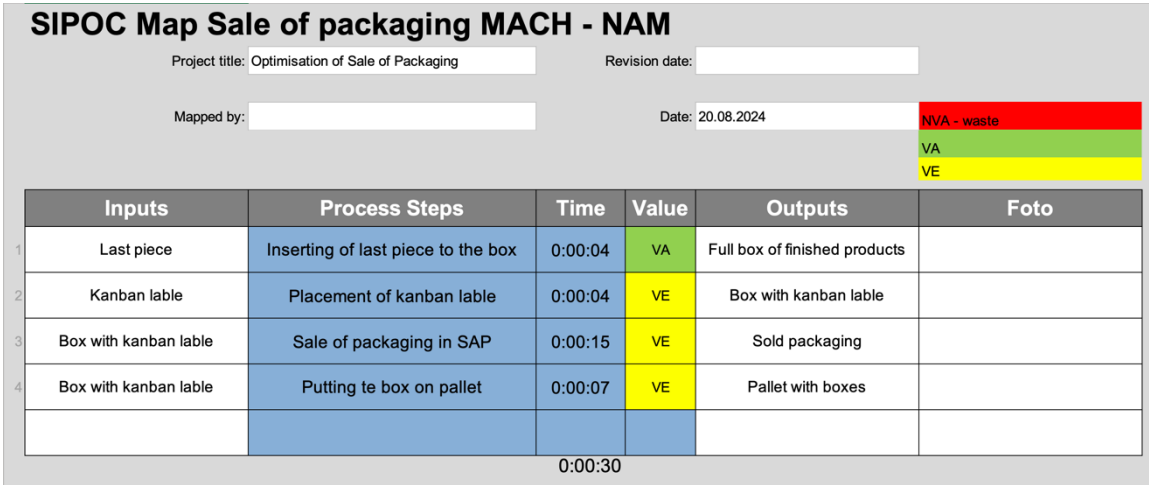 SIPOC Map Sale of packaging MACH - NAM
Project title: Optimisation of Sale of Packaging Revision date:
Mapped by: Date: 20.08.2024 NVA - waste
VA
VE
Inputs Process Steps Time Value Outputs Foto
1 Last piece Inserting of last piece to the box 0:00:04 VA Full box of finished products
2 Kanban lable Placement of kanban lable 0:00:04 VE Box with kanban lable
3 Box with kanban lable Sale of packaging in SAP 0:00:15 VE Sold packaging
4 Box with kanban lable Putting te box on pallet 0:00:07 VE Pallet with boxes
0:00:30